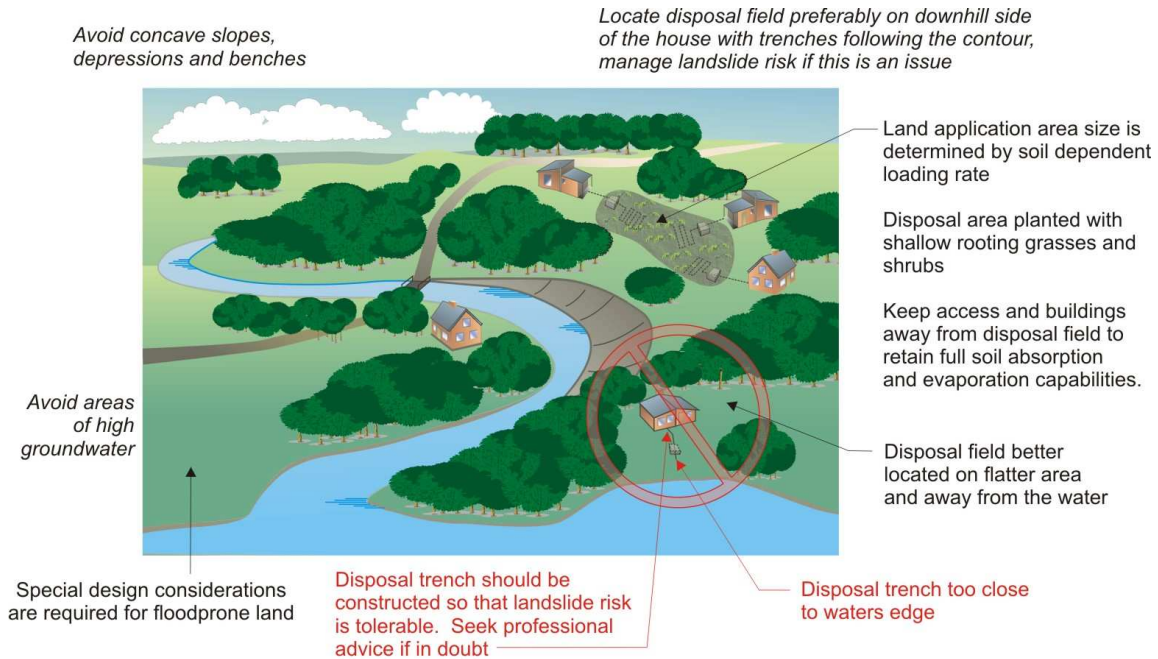 Avoid concave slopes,
depressions and benches
Locate disposal field preferably on downhill side
of the house with trenches following the contour,
manage landslide risk if this is an issue
Land application area size is
determined by soil dependent
loading rate
Disposal area planted with
shallow rooting grasses and
shrubs
Keep access and buildings
away from disposal field to
retain full soil absorption
and evaporation capabilities.
Avoid areas
of high
groundwater
Disposal field better
located on flatter area
and away from the water
Special design considerations
are required for floodprone land
Disposal trench should be
constructed so that landslide risk
is tolerable.  Seek professional
advice if in doubt
Disposal trench too close
to waters edge